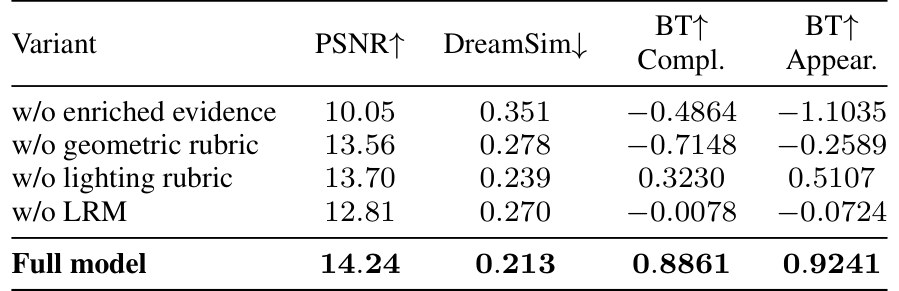 Variant PSNR↑ DreamSim↓ BT↑ Compl. BT↑ Appear.
w/o enriched evidence 10.05 0.351 −0.4864 −1.1035
w/o geometric rubric 13.56 0.278 −0.7148 −0.2589
w/o lighting rubric 13.70 0.239 0.3230 0.5107
w/o LRM 12.81 0.270 −0.0078 −0.0724
Full model 14.24 0.213 0.8861 0.9241